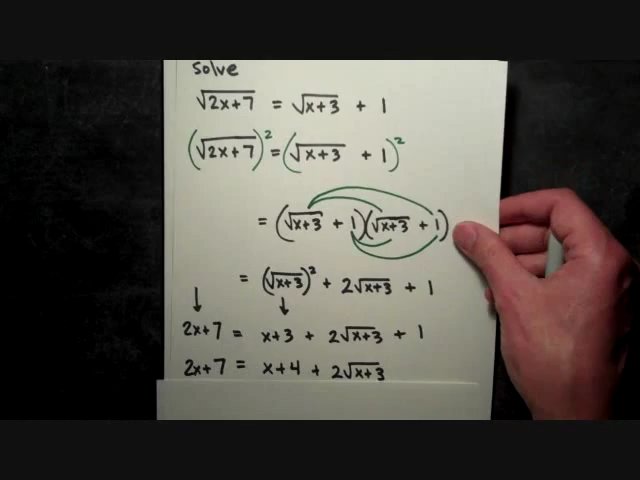 Solve
√2x+7 = √x+3 + 1
(√2x+7)² = (√x+3 + 1)²
= (√x+3 + 1)(√x+3 + 1)
= (√x+3)² + 2√x+3 + 1
2x+7 = x+3 + 2√x+3 + 1
2x+7 = x+4 + 2√x+3